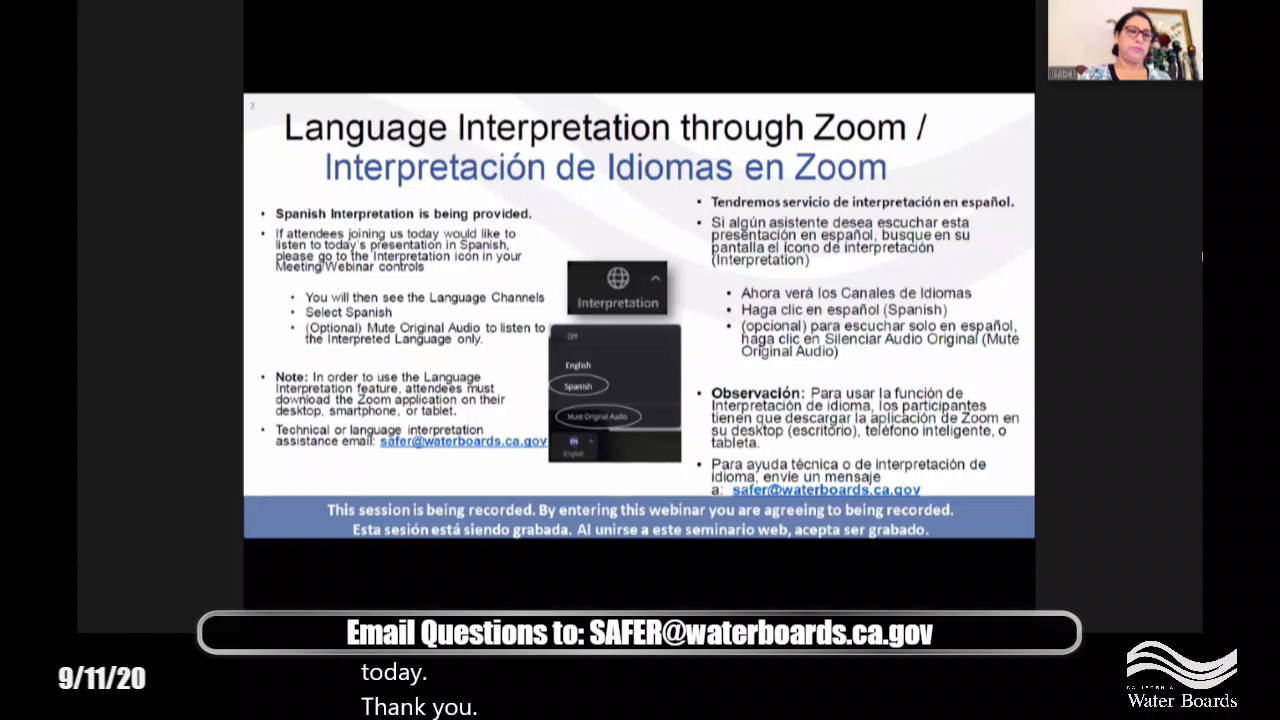 Isabel
2
Language Interpretation through Zoom /
Interpretación de Idiomas en Zoom
• Spanish Interpretation is being provided.
• If attendees joining us today would like to
listen to today's presentation in Spanish,
please go to the Interpretation icon in your
Meeting/Webinar controls
• You will then see the Language Channels
• Select Spanish
• (Optional) Mute Original Audio to listen to
the Interpreted Language only.
• Note: In order to use the Language
Interpretation feature, attendees must
download the Zoom application on their
desktop, smartphone, or tablet.
• Technical or language interpretation
assistance email: safer@waterboards.ca.gov
Interpretation
Off
English
Spanish
Mute Original Audio
EN
English
• Tendremos servicio de interpretación en español.
• Si algún asistente desea escuchar esta
presentación en español, busque en su
pantalla el ícono de interpretación
(Interpretation)
• Ahora verá los Canales de Idiomas
• Haga clic en español (Spanish)
• (opcional) para escuchar solo en español,
haga clic en Silenciar Audio Original (Mute
Original Audio)
• Observación: Para usar la función de
Interpretación de idioma, los participantes
tienen que descargar la aplicación de Zoom en
su desktop (escritorio), teléfono inteligente, o
tableta.
• Para ayuda técnica o de interpretación de
idioma, envíe un mensaje
a: safer@waterboards.ca.gov
This session is being recorded. By entering this webinar you are agreeing to being recorded.
Esta sesión está siendo grabada. Al unirse a este seminario web, acepta ser grabado.
Email Questions to: SAFER@waterboards.ca.gov
9/11/20
today.
Thank you.
CALIFORNIA
Water Boards